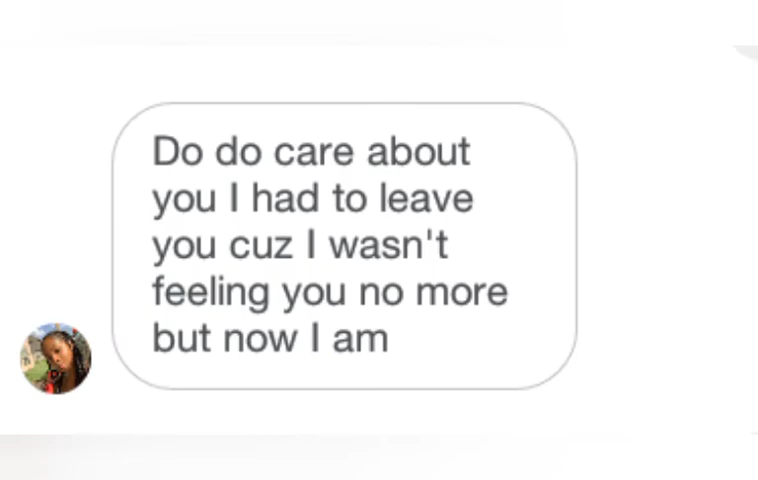 Do do care about
you I had to leave
you cuz I wasn't
feeling you no more
but now I am